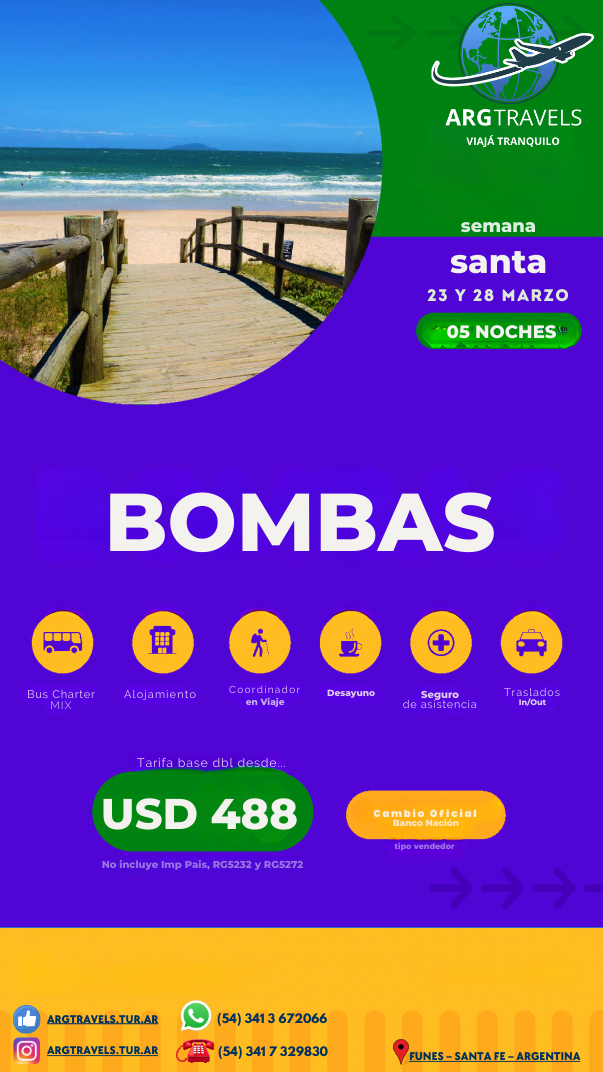 ARGTRAVELS
VIAJÁ TRANQUILO
semana
santa
23 Y 28 MARZO
05 NOCHES
BOMBAS
Bus Charter
MIX
Alojamiento
Coordinador
en Viaje
Desayuno
Seguro
de asistencia
Traslados
In/Out
Tarifa base dbl desde...
USD 488
No incluye Imp Pais, RG5232 y RG5272
Cambio Oficial
Banco Nación
tipo vendedor
ARGTRAVELS.TUR.AR
(54) 341 3 672066
ARGTRAVELS.TUR.AR
(54) 341 7 329830
FUNES – SANTA FE – ARGENTINA